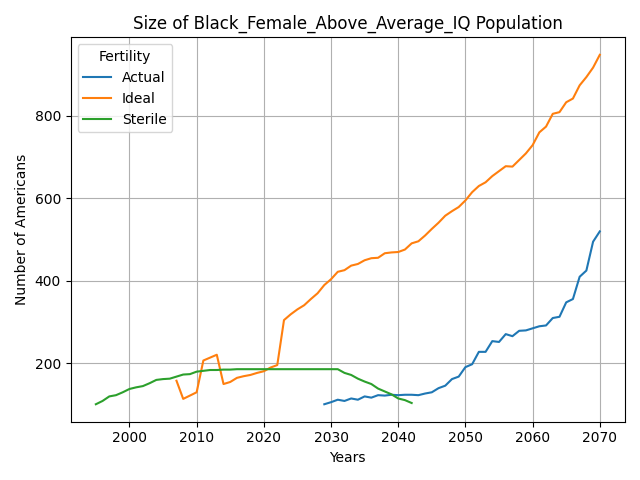 Size of Black_Female_Above_Average_IQ Population
Fertility
Actual
Ideal
Sterile
Number of Americans
800
600
400
200
2000 2010 2020 2030 2040 2050 2060 2070
Years